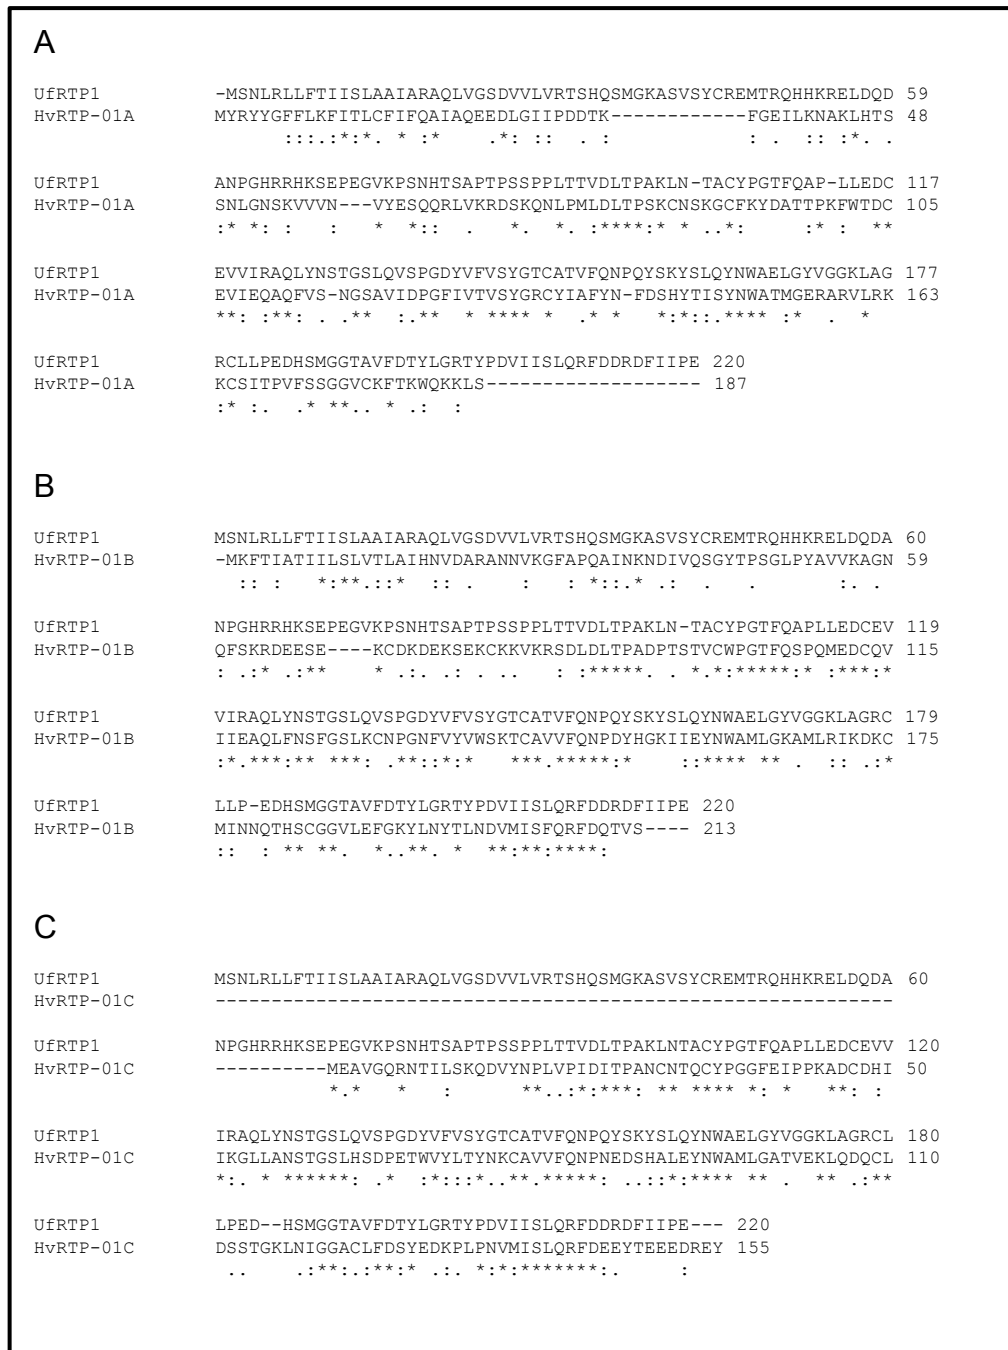 A
UfRTP1 -MSNLRLLFTIISLAAIARAQLVGSDVVLVRTSHQSMGKASVSYCREMTRQHHKRELDQD 59
HvRTP-01A MYRYYGFFLKFITLCFIFQAIAQEEDLGIIPDDTK------------FGEILKNAKLHTS 48
:::.:*:*. * :* .*: :: . : : . :: :*. .
UfRTP1 ANPGHRRHKSEPEGVKPSNHTSAPTPSSPPLTTVDLTPAKLN-TACYPGTFQAP-LLEDC 117
HvRTP-01A SNLGNSKVVVN---VYESQQRLVKRDSKQNLPMLDLTPSKCNSKGCFKYDATTPKFWTDC 105
:* *: : : * *:: . *. *. :****:* * ..*: :* : **
UfRTP1 EVVIRAQLYNSTGSLQVSPGDYVFVSYGTCATVFQNPQYSKYSLQYNWAELGYVGGKLAG 177
HvRTP-01A EVIEQAQFVS-NGSAVIDPGFIVTVSYGRCYIAFYN-FDSHYTISYNWATMGERARVLRK 163
**: :**: . .** :.** * **** * .* * *:*::.**** :* . *
UfRTP1 RCLLPEDHSMGGTAVFDTYLGRTYPDVIISLQRFDDRDFIIPE 220
HvRTP-01A KCSITPVFSSGGVCKFTKWQKKLS------------------- 187
:* :. .* **.. * .: :
B
UfRTP1 MSNLRLLFTIISLAAIARAQLVGSDVVLVRTSHQSMGKASVSYCREMTRQHHKRELDQDA 60
HvRTP-01B -MKFTIATIILSLVTLAIHNVDARANNVKGFAPQAINKNDIVQSGYTPSGLPYAVVKAGN 59
:: : *:**.::* :: . : : *::.* .: . . :. .
UfRTP1 NPGHRRHKSEPEGVKPSNHTSAPTPSSPPLTTVDLTPAKLN-TACYPGTFQAPLLEDCEV 119
HvRTP-01B QFSKRDEESE----KCDKDEKSEKCKKVKRSDLDLTPADPTSTVCWPGTFQSPQMEDCQV 115
: .:* .:** * .:. .: . .. : :*****. . *.*:*****:* :***:*
UfRTP1 VIRAQLYNSTGSLQVSPGDYVFVSYGTCATVFQNPQYSKYSLQYNWAELGYVGGKLAGRC 179
HvRTP-01B IIEAQLFNSFGSLKCNPGNFVYVWSKTCAVVFQNPDYHGKIIEYNWAMLGKAMLRIKDKC 175
:*.***:** ***: .**::*:* ***.*****:* ::**** ** . :: .:*
UfRTP1 LLP-EDHSMGGTAVFDTYLGRTYPDVIISLQRFDDRDFIIPE 220
HvRTP-01B MINNQTHSCGGVLEFGKYLNYTLNDVMISFQRFDQTVS---- 213
:: : ** **. *..**. * **:**:****:
C
UfRTP1 MSNLRLLFTIISLAAIARAQLVGSDVVLVRTSHQSMGKASVSYCREMTRQHHKRELDQDA 60
HvRTP-01C ------------------------------------------------------------
UfRTP1 NPGHRRHKSEPEGVKPSNHTSAPTPSSPPLTTVDLTPAKLNTACYPGTFQAPLLEDCEVV 120
HvRTP-01C ----------MEAVGQRNTILSKQDVYNPLVPIDITPANCNTQCYPGGFEIPPKADCDHI 50
*.* * : **..:*:***: ** **** *: * **: :
UfRTP1 IRAQLYNSTGSLQVSPGDYVFVSYGTCATVFQNPQYSKYSLQYNWAELGYVGGKLAGRCL 180
HvRTP-01C IKGLLANSTGSLHSDPETWVYLTYNKCAVVFQNPNEDSHALEYNWAMLGATVEKLQDQCL 110
*:. * ******: .* :*:::*..**.*****: ..::*:**** ** . ** .:**
UfRTP1 LPED--HSMGGTAVFDTYLGRTYPDVIISLQRFDDRDFIIPE--- 220
HvRTP-01C DSSTGKLNIGGACLFDSYEDKPLPNVMISLQRFDEEYTEEEDREY 155
.. .:**:.:**:* .:. *:*:*******:. :